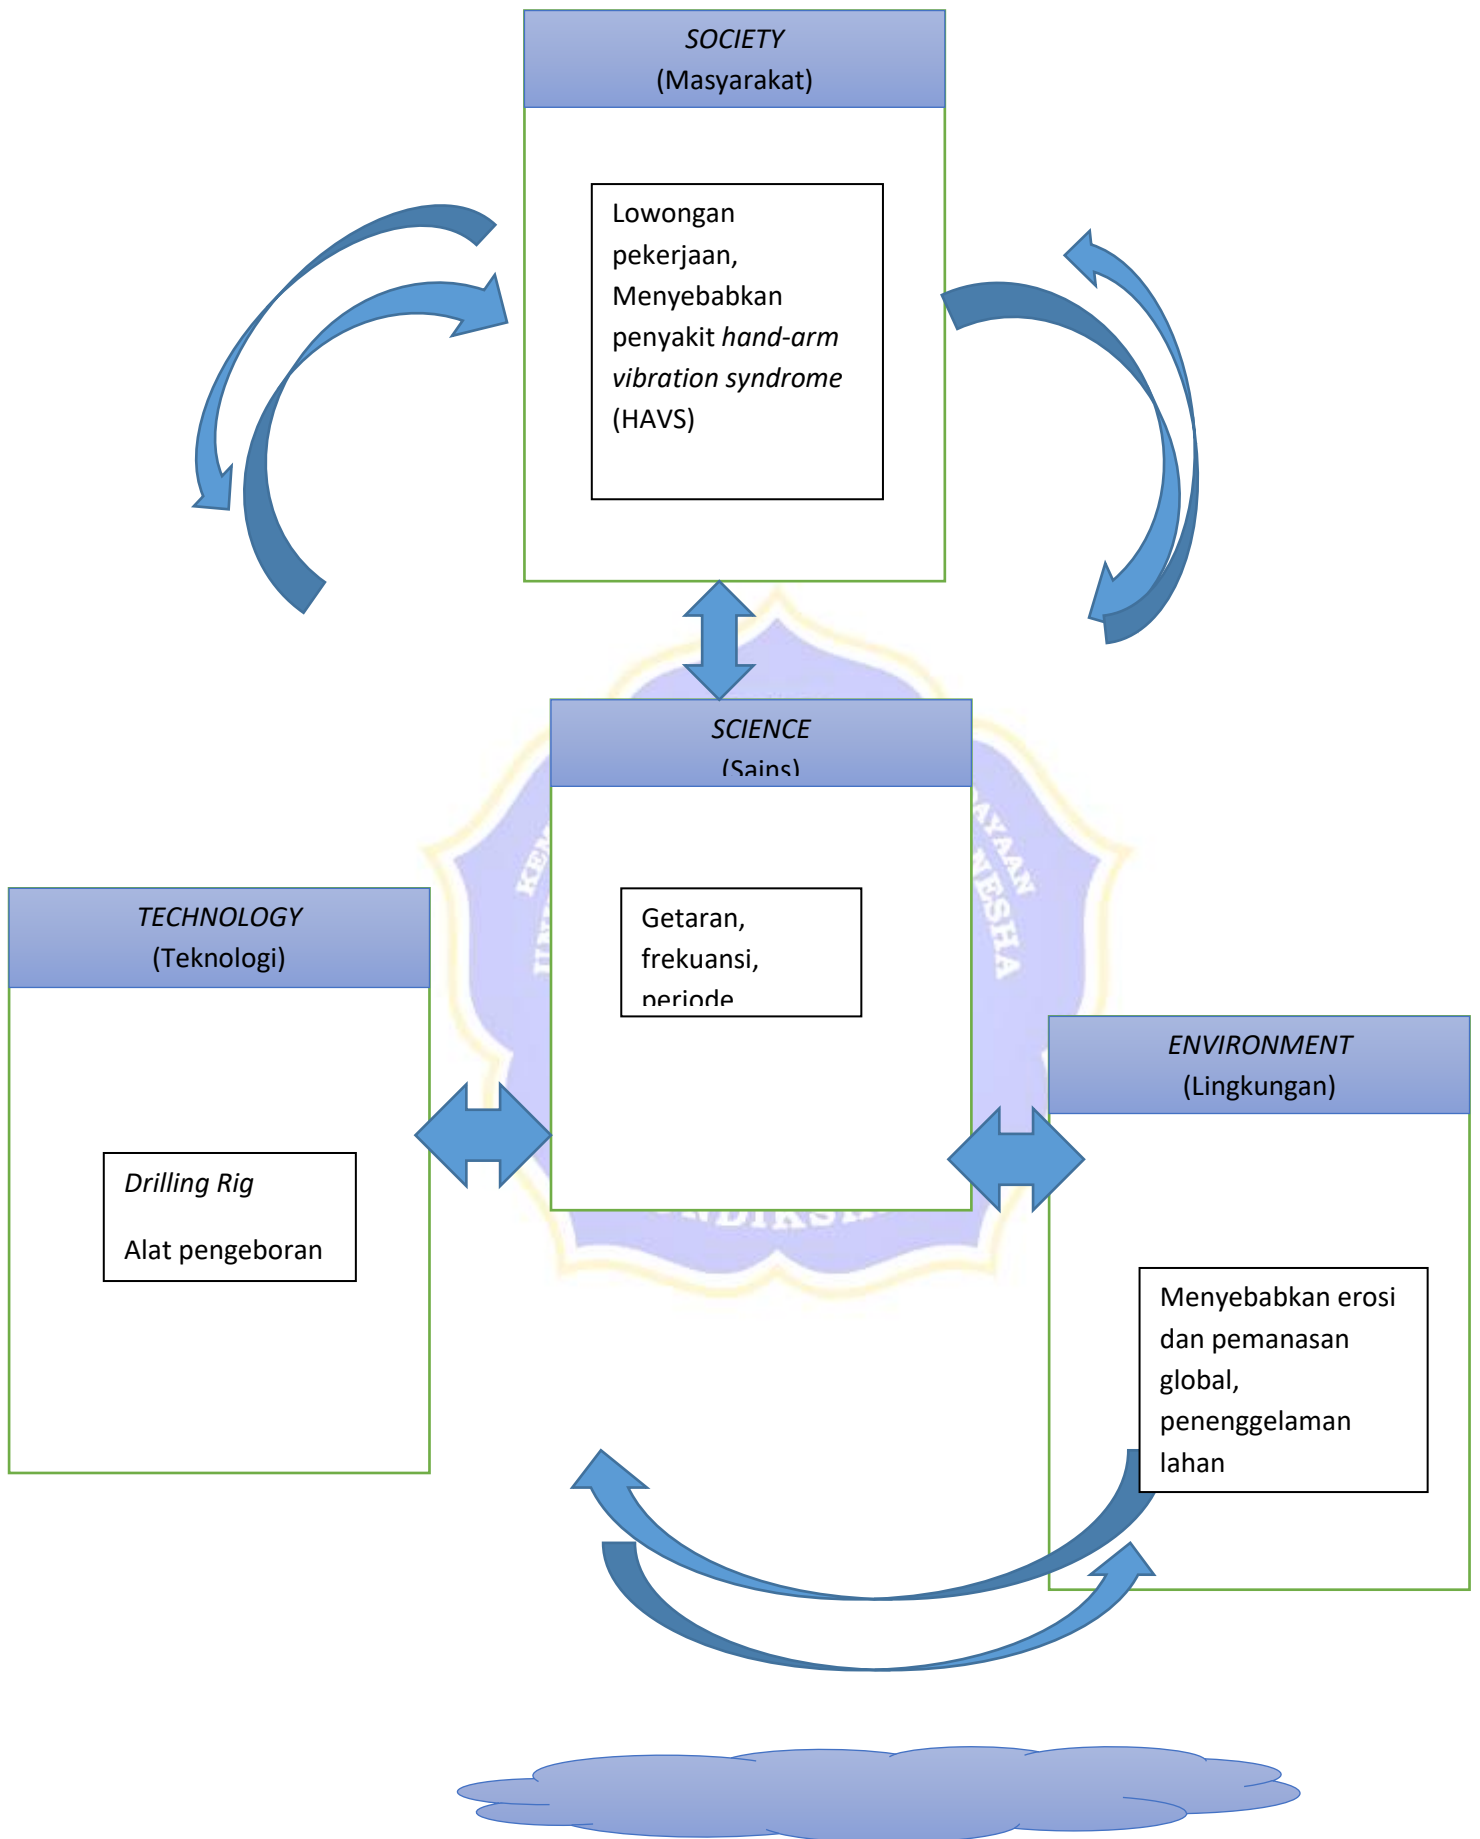 SOCIETY
(Masyarakat)
Lowongan
pekerjaan,
Menyebabkan
penyakit hand-arm
vibration syndrome
(HAVS)
SCIENCE
(Sains)
Getaran,
frekuansi,
periode
TECHNOLOGY
(Teknologi)
Drilling Rig
Alat pengeboran
ENVIRONMENT
(Lingkungan)
Menyebabkan erosi
dan pemanasan
global,
penenggelaman
lahan